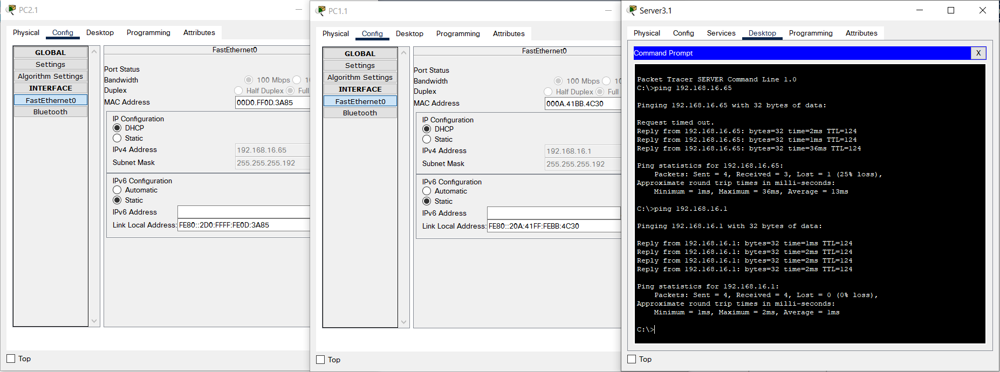 PC2.1
Physical Config Desktop Programming Attributes
GLOBAL
Settings
Algorithm Settings
INTERFACE
FastEthernet0
Bluetooth
FastEthernet0
Port Status
Bandwidth 100 Mbps 1
Duplex Half Duplex Full
MAC Address 00D0.FF0D.3A85
IP Configuration
DHCP
Static
IPv4 Address 192.168.16.65
Subnet Mask 255.255.255.192
IPv6 Configuration
Automatic
Static
IPv6 Address
Link Local Address: FE80::2D0:FFFF:FE0D:3A85
Top
PC1.1
Physical Config Desktop Programming Attributes
GLOBAL
Settings
Algorithm Settings
INTERFACE
FastEthernet0
Bluetooth
FastEthernet0
Port Status
Bandwidth 100 Mbps 10
Duplex Half Duplex Full
MAC Address 000A.41BB.4C30
IP Configuration
DHCP
Static
IPv4 Address 192.168.16.1
Subnet Mask 255.255.255.192
IPv6 Configuration
Automatic
Static
IPv6 Address
Link Local Address: FE80::20A:41FF:FEBB:4C30
Top
Server3.1
Physical Config Services Desktop Programming Attributes
Command Prompt X
Packet Tracer SERVER Command Line 1.0
C:\>ping 192.168.16.65
Pinging 192.168.16.65 with 32 bytes of data:
Request timed out.
Reply from 192.168.16.65: bytes=32 time=2ms TTL=124
Reply from 192.168.16.65: bytes=32 time=1ms TTL=124
Reply from 192.168.16.65: bytes=32 time=36ms TTL=124
Ping statistics for 192.168.16.65:
Packets: Sent = 4, Received = 3, Lost = 1 (25% loss),
Approximate round trip times in milli-seconds:
Minimum = 1ms, Maximum = 36ms, Average = 13ms
C:\>ping 192.168.16.1
Pinging 192.168.16.1 with 32 bytes of data:
Reply from 192.168.16.1: bytes=32 time=1ms TTL=124
Reply from 192.168.16.1: bytes=32 time=2ms TTL=124
Reply from 192.168.16.1: bytes=32 time=2ms TTL=124
Reply from 192.168.16.1: bytes=32 time=2ms TTL=124
Ping statistics for 192.168.16.1:
Packets: Sent = 4, Received = 4, Lost = 0 (0% loss),
Approximate round trip times in milli-seconds:
Minimum = 1ms, Maximum = 2ms, Average = 1ms
C:\>
Top